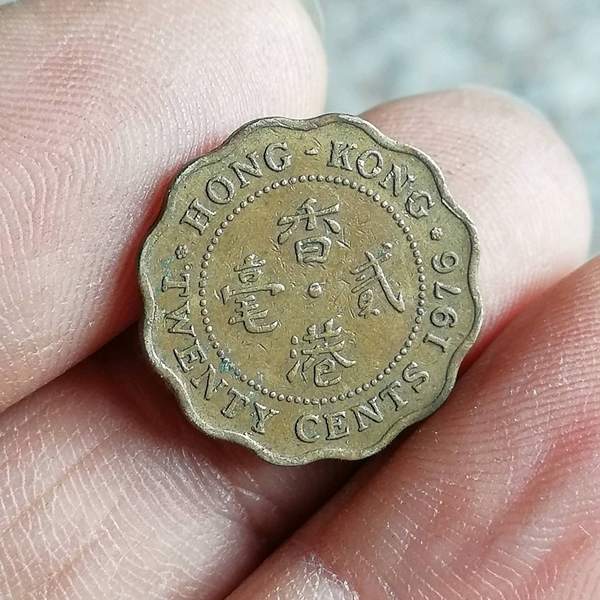 HONG KONG
1976
TWENTY CENTS
香港
貳毫